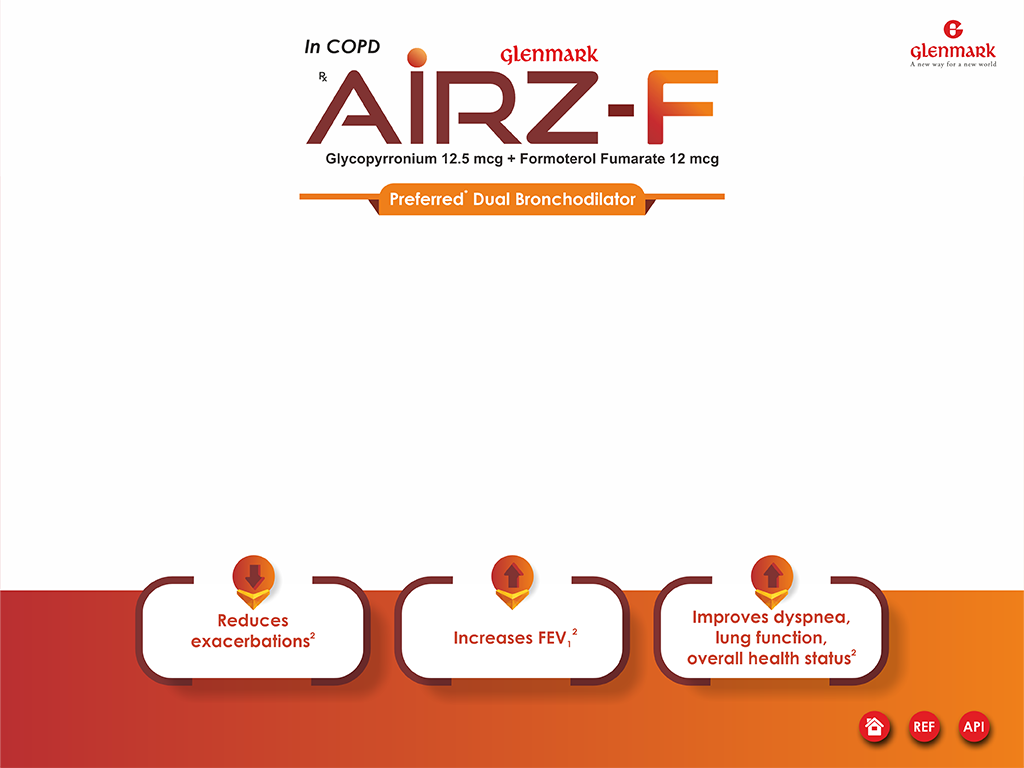 In COPD
GLENMARK
GLENMARK
A new way for a new world
Rx
AIRZ-F
Glycopyrronium 12.5 mcg + Formoterol Fumarate 12 mcg
Preferred* Dual Bronchodilator
Reduces
exacerbations²
Increases FEV₁²
Improves dyspnea,
lung function,
overall health status²
REF
API